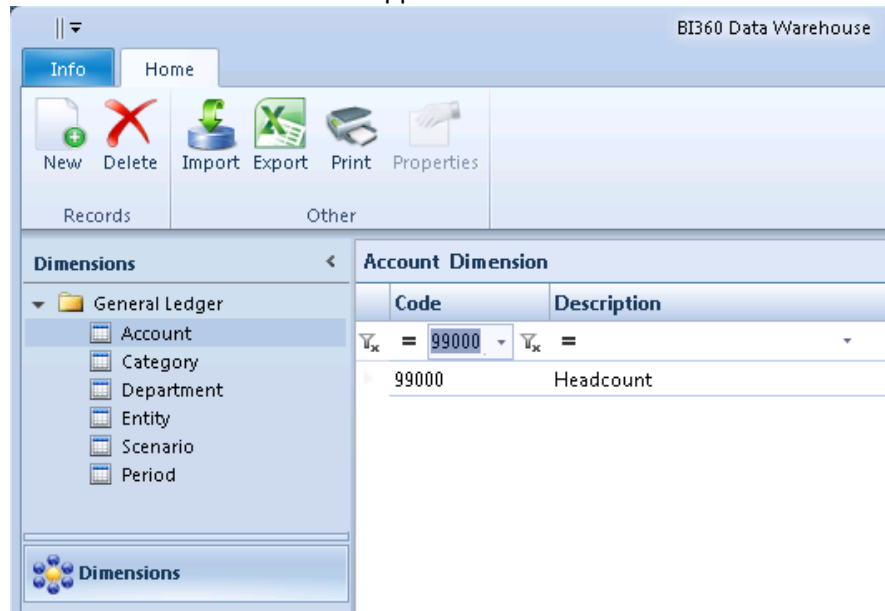 BI360 Data Warehouse
Info Home
New Delete Import Export Print Properties
Records Other
Dimensions < Account Dimension
General Ledger Code Description
Account = 99000 =
Category 99000 Headcount
Department
Entity
Scenario
Period
Dimensions